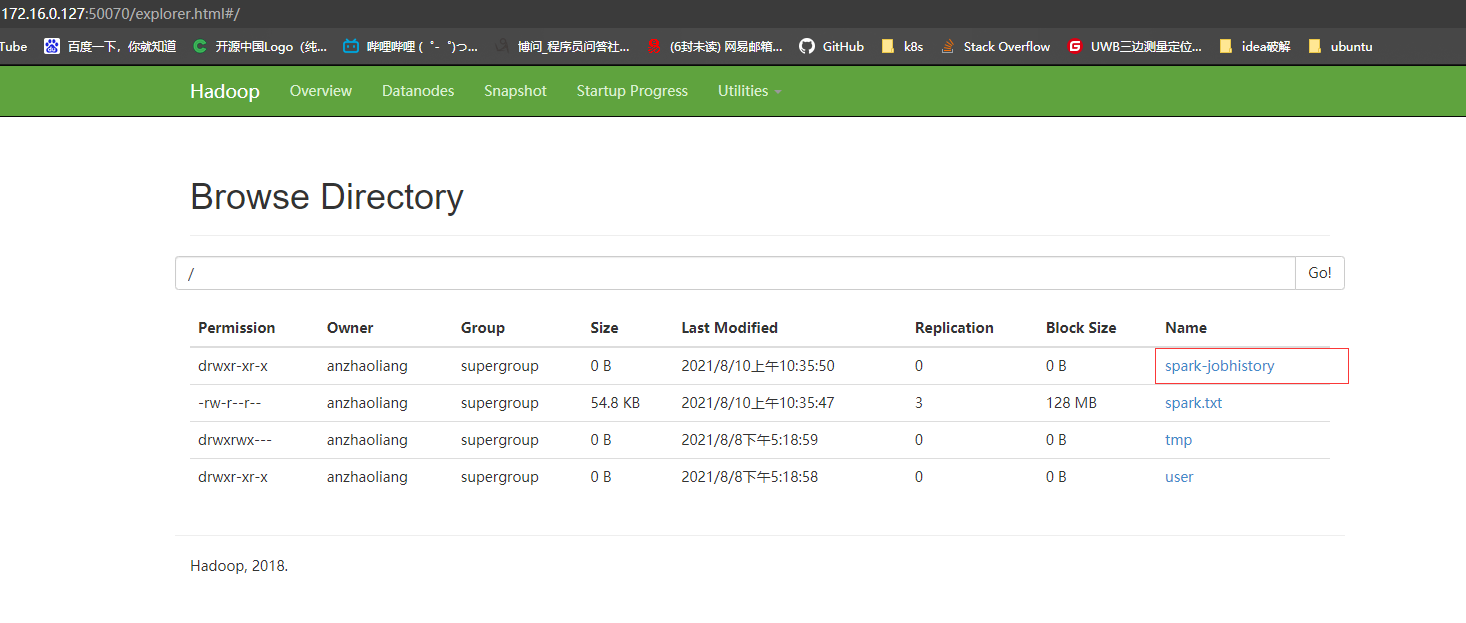 172.16.0.127:50070/explorer.html#/
Tube 百度一下，你就知道 开源中国Logo（纯... 哔哩哔哩 (゜-゜)つ... 博问_程序员问答社... (6封未读) 网易邮箱... GitHub k8s Stack Overflow UWB三边测量定位... idea破解 ubuntu
Hadoop Overview Datanodes Snapshot Startup Progress Utilities
Browse Directory
/ Go!
Permission Owner Group Size Last Modified Replication Block Size Name
drwxr-xr-x anzhaoliang supergroup 0 B 2021/8/10上午10:35:50 0 0 B spark-jobhistory
-rw-r--r-- anzhaoliang supergroup 54.8 KB 2021/8/10上午10:35:47 3 128 MB spark.txt
drwxrwx--- anzhaoliang supergroup 0 B 2021/8/8下午5:18:59 0 0 B tmp
drwxr-xr-x anzhaoliang supergroup 0 B 2021/8/8下午5:18:58 0 0 B user
Hadoop, 2018.